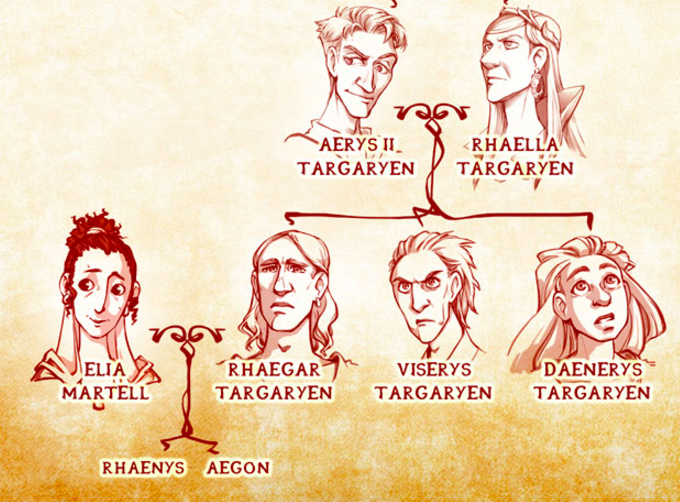 AERYS II
TARGARYEN
RHAELLA
TARGARYEN
ELIA
MARTELL
RHAEGAR
TARGARYEN
VISERYS
TARGARYEN
DAENERYS
TARGARYEN
RHAENYS
AEGON